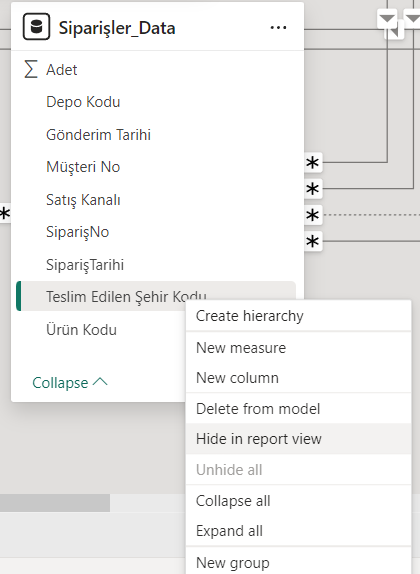 Siparişler_Data
Adet
Depo Kodu
Gönderim Tarihi
Müşteri No
Satış Kanalı
SiparişNo
SiparişTarihi
Teslim Edilen Şehir Kodu
Ürün Kodu
Collapse
Create hierarchy
New measure
New column
Delete from model
Hide in report view
Unhide all
Collapse all
Expand all
New group